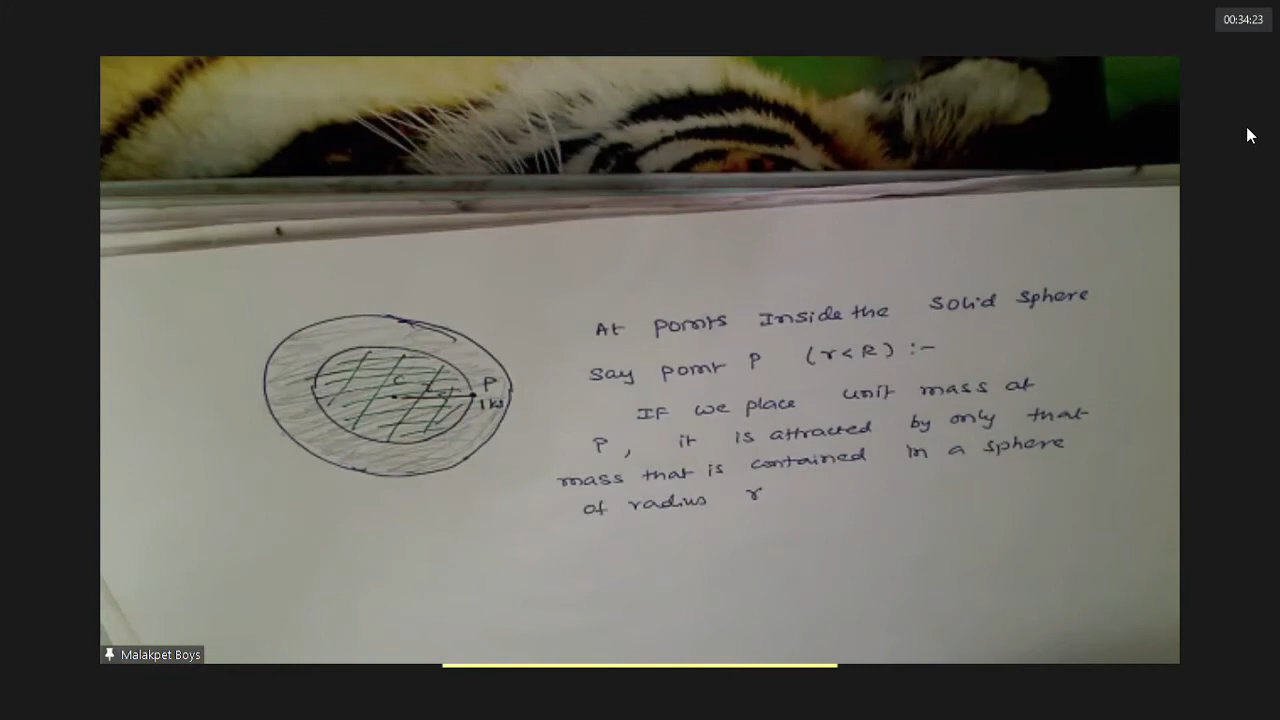 00:34:23
At points Inside the solid sphere
say point P (r<R) :-
IF we place unit mass at
P, it is attracted by only that
mass that is contained in a sphere
of radius r
C
r
P
1kg
Malakpet Boys